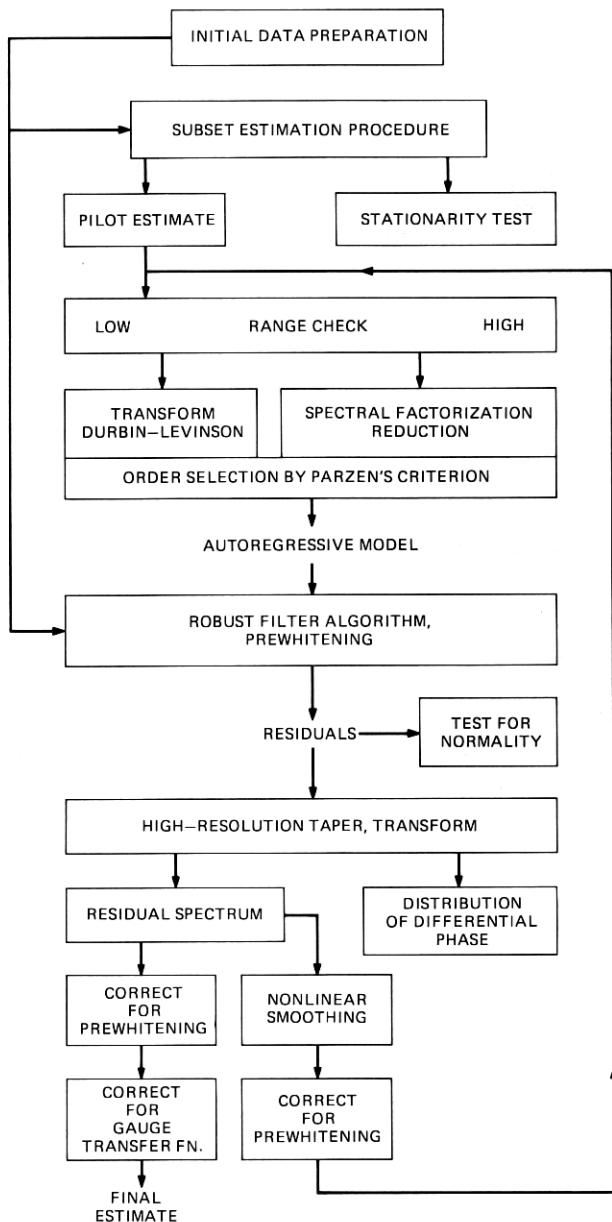 INITIAL DATA PREPARATION
SUBSET ESTIMATION PROCEDURE
PILOT ESTIMATE
STATIONARITY TEST
LOW RANGE CHECK HIGH
TRANSFORM
DURBIN–LEVINSON
SPECTRAL FACTORIZATION
REDUCTION
ORDER SELECTION BY PARZEN'S CRITERION
AUTOREGRESSIVE MODEL
ROBUST FILTER ALGORITHM,
PREWHITENING
RESIDUALS
TEST FOR
NORMALITY
HIGH–RESOLUTION TAPER, TRANSFORM
RESIDUAL SPECTRUM
DISTRIBUTION
OF DIFFERENTIAL
PHASE
CORRECT
FOR
PREWHITENING
NONLINEAR
SMOOTHING
CORRECT
FOR
GAUGE
TRANSFER FN.
CORRECT
FOR
PREWHITENING
FINAL
ESTIMATE